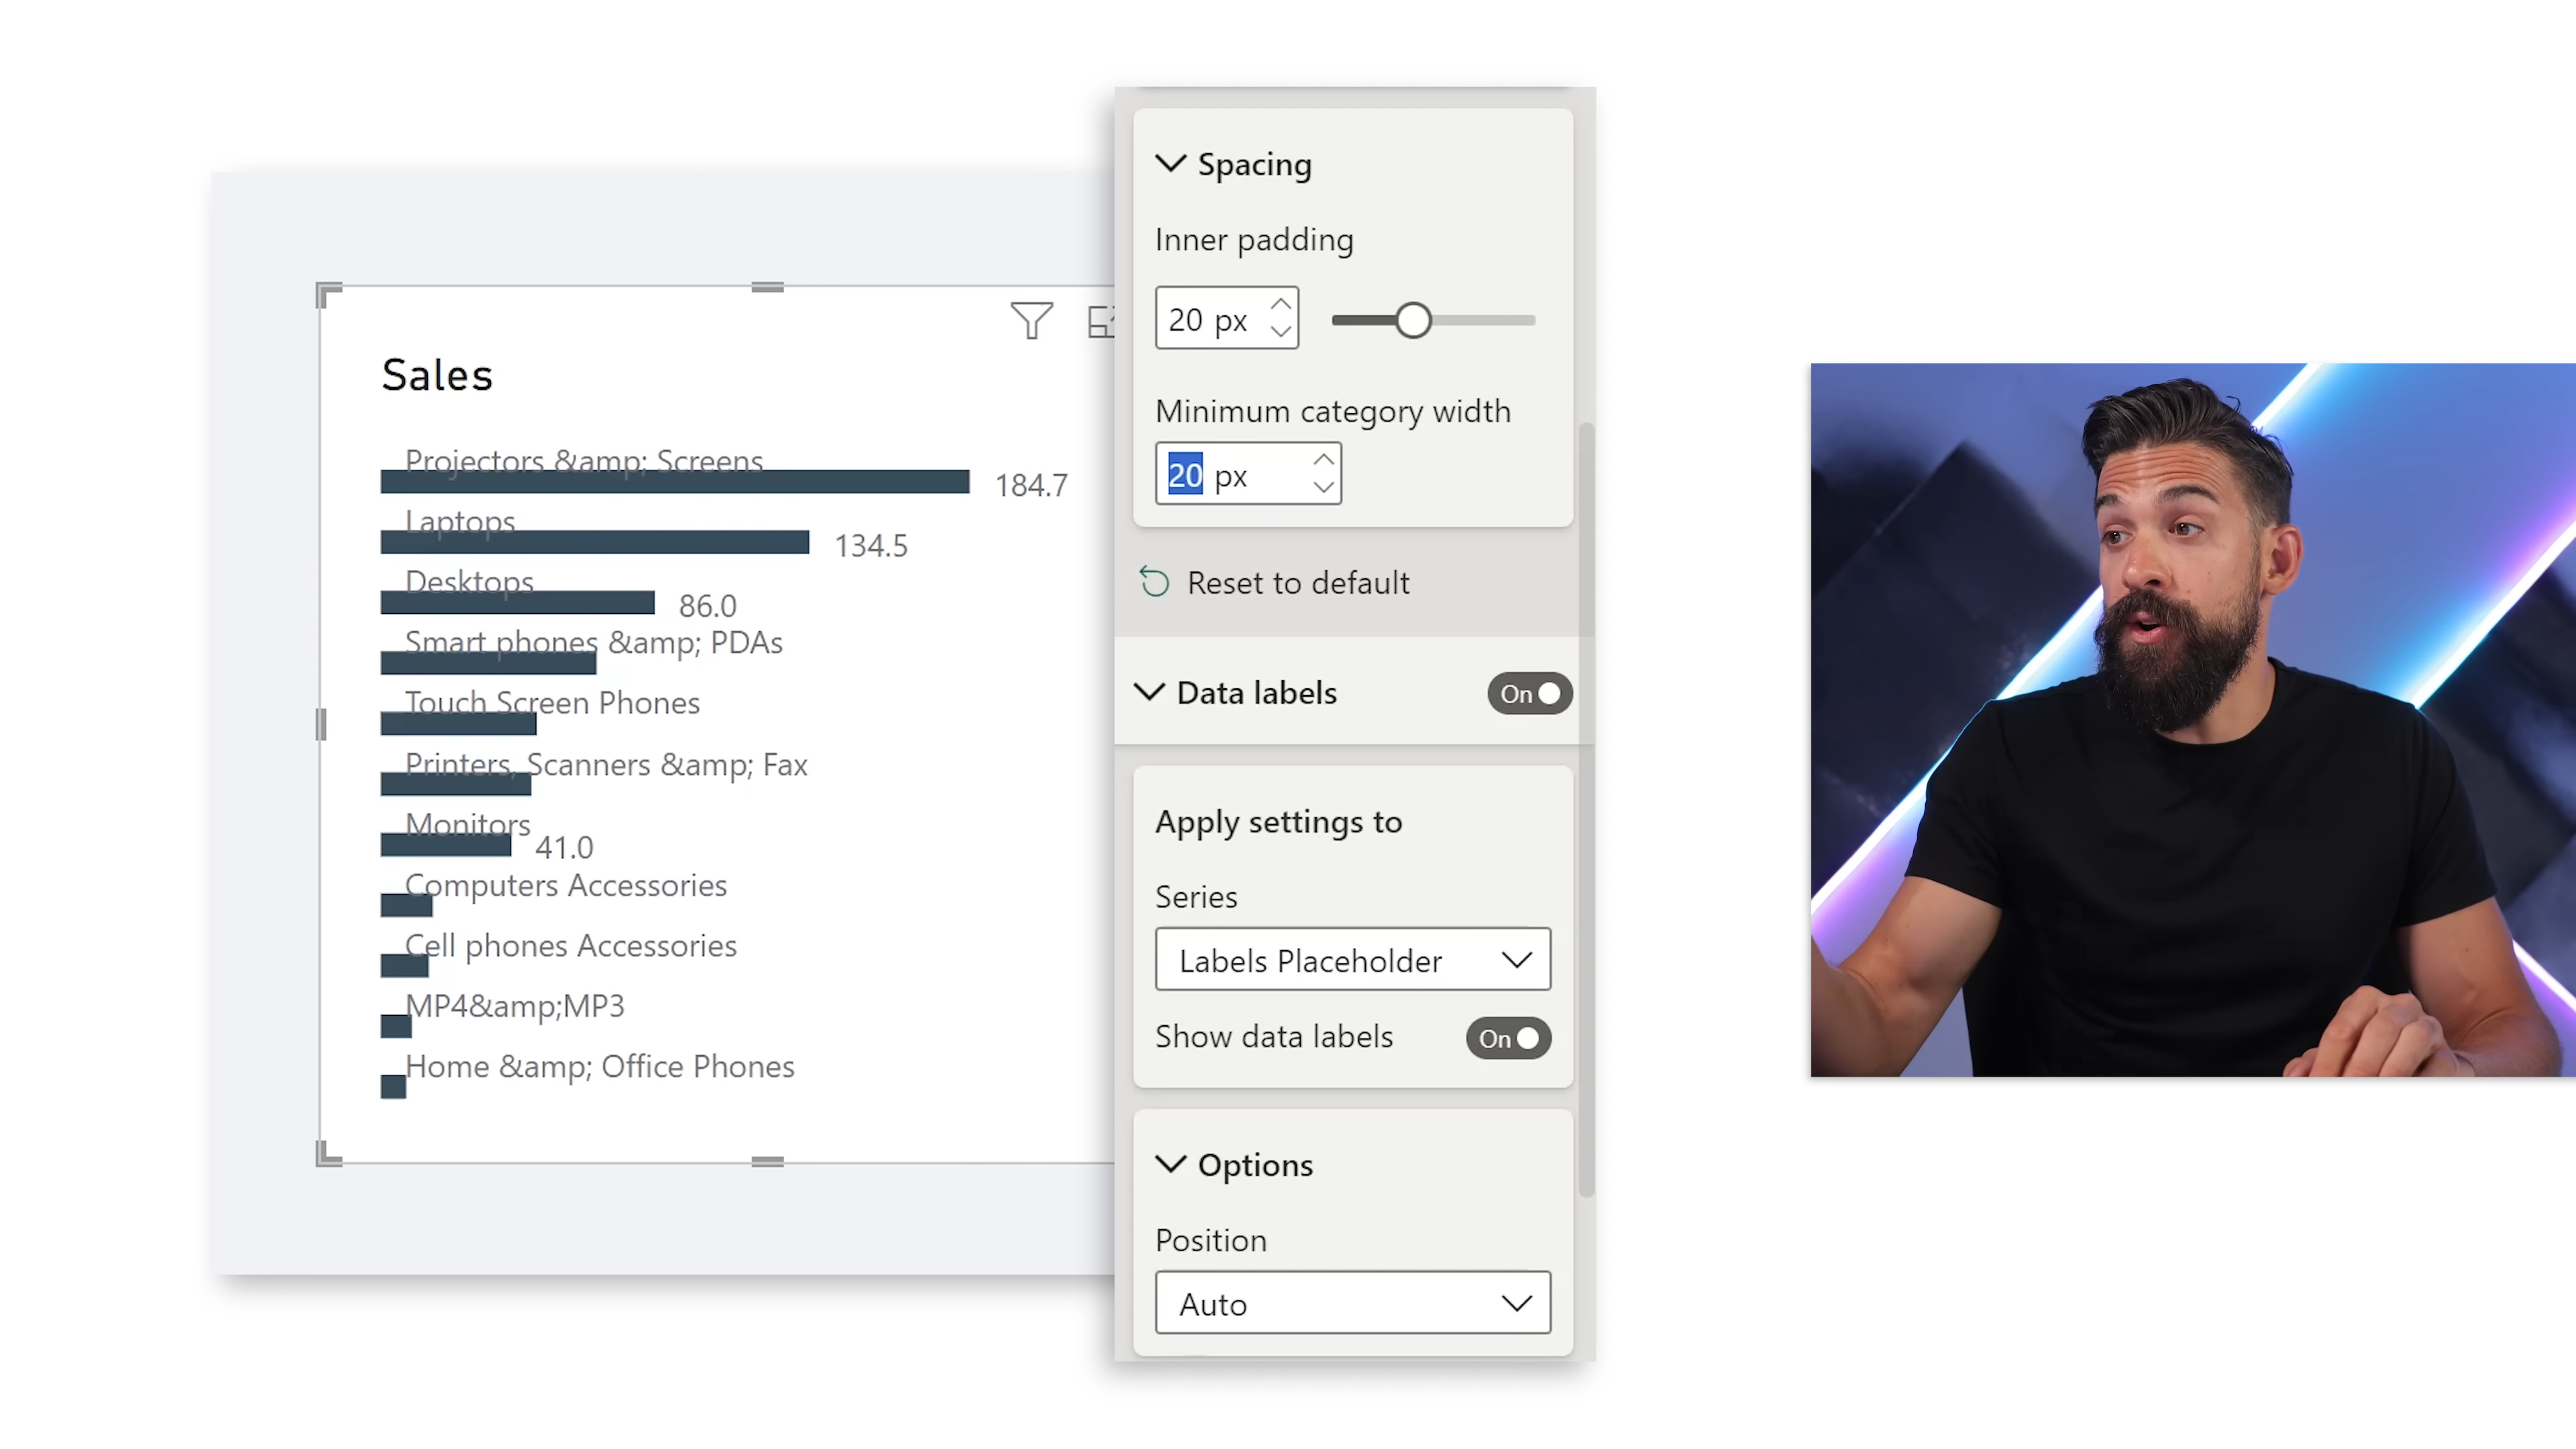 Sales
Projectors &amp; Screens
184.7
Laptops
134.5
Desktops
86.0
Smart phones &amp; PDAs
Touch Screen Phones
Printers, Scanners &amp; Fax
Monitors
41.0
Computers Accessories
Cell phones Accessories
MP4&amp;MP3
Home &amp; Office Phones
Spacing
Inner padding
20 px
Minimum category width
20 px
Reset to default
Data labels
On
Apply settings to
Series
Labels Placeholder
Show data labels
On
Options
Position
Auto